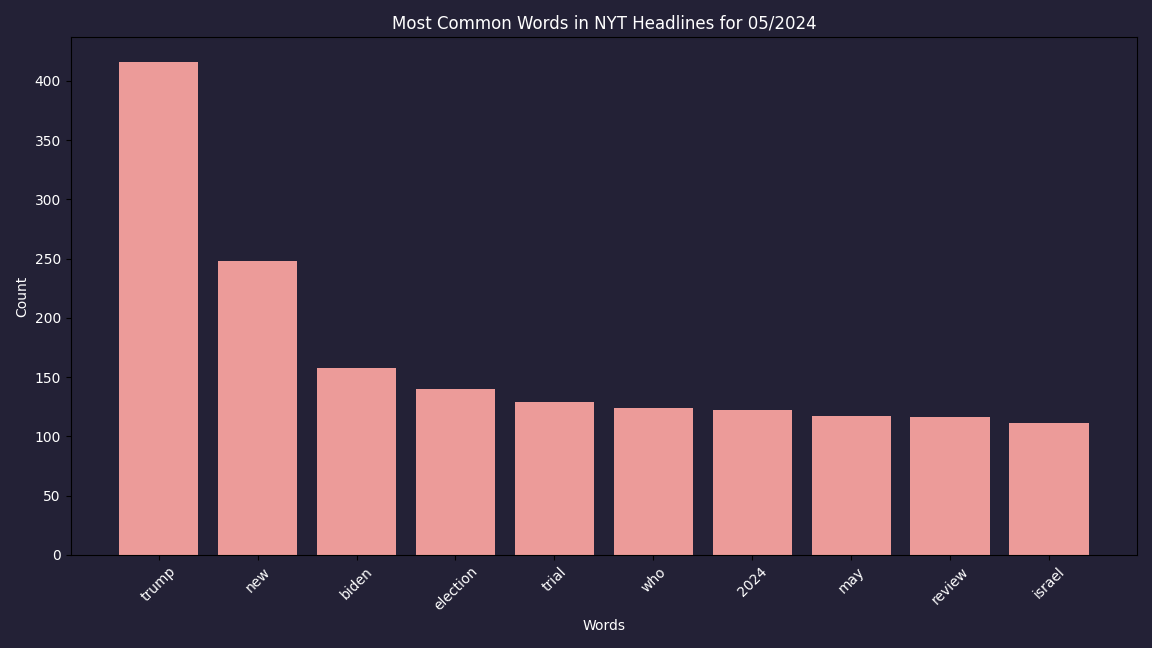 Most Common Words in NYT Headlines for 05/2024
Count
400
350
300
250
200
150
100
50
0
trump
new
biden
election
trial
who
2024
may
review
israel
Words